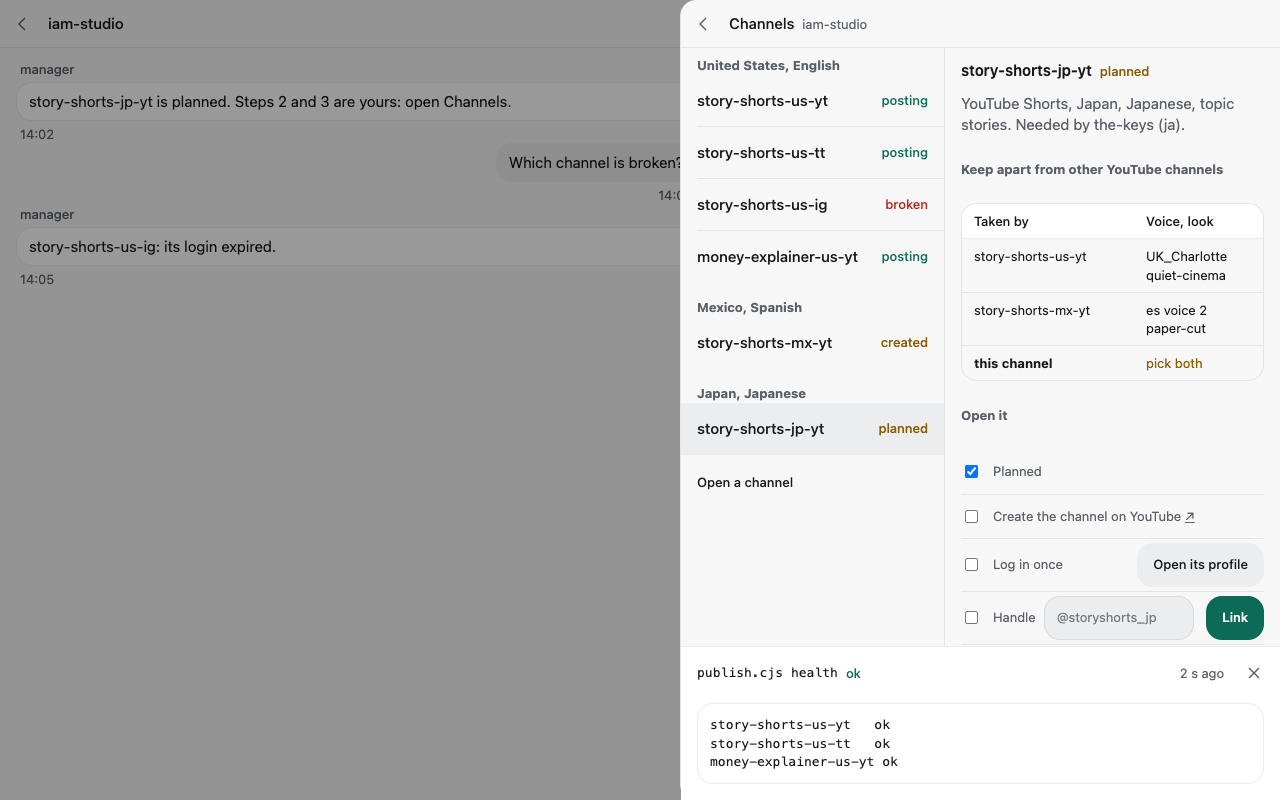 iam-studio
manager
story-shorts-jp-yt is planned. Steps 2 and 3 are yours: open Channels.
14:02
Which channel is broken?
14:0
manager
story-shorts-us-ig: its login expired.
14:05
Channels iam-studio
United States, English
story-shorts-us-yt posting
story-shorts-us-tt posting
story-shorts-us-ig broken
money-explainer-us-yt posting
Mexico, Spanish
story-shorts-mx-yt created
Japan, Japanese
story-shorts-jp-yt planned
Open a channel
story-shorts-jp-yt planned
YouTube Shorts, Japan, Japanese, topic
stories. Needed by the-keys (ja).
Keep apart from other YouTube channels
Taken by Voice, look
story-shorts-us-yt UK_Charlotte
quiet-cinema
story-shorts-mx-yt es voice 2
paper-cut
this channel pick both
Open it
Planned
Create the channel on YouTube ↗
Log in once Open its profile
Handle @storyshorts_jp Link
publish.cjs health ok 2 s ago
story-shorts-us-yt ok
story-shorts-us-tt ok
money-explainer-us-yt ok